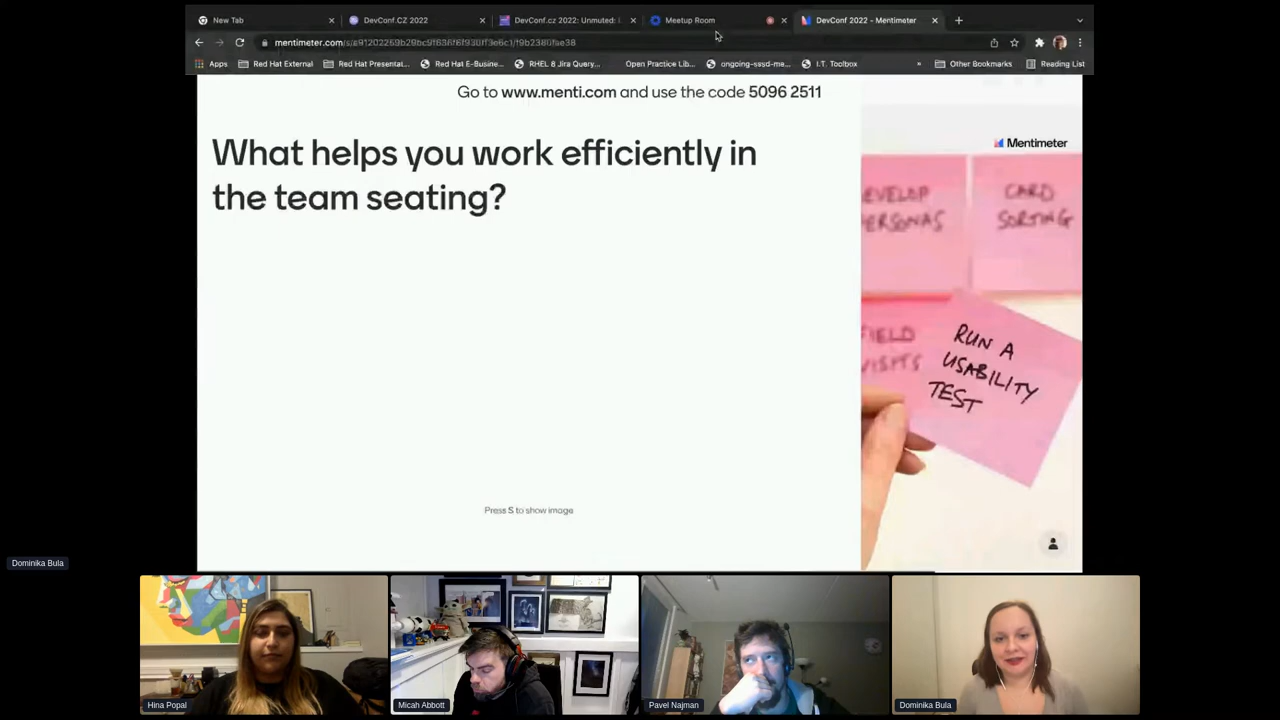 New Tab
DevConf.CZ 2022
DevConf.cz 2022: Unmuted: i
Meetup Room
DevConf 2022 - Mentimeter
Apps
Red Hat External
Red Hat Presentat...
Red Hat E-Busine...
RHEL & Jira Query...
Open Practice Lib...
ongoing-sssd-me...
I.T. Toolbox
»
Other Bookmarks
Reading List
Go to www.menti.com and use the code 5096 2511
Mentimeter
What helps you work efficiently in
the team seating?
EVELOP
ERSONAS
CARD
SORTING
FIELD
VISITS
RUN A
USABILITY
TEST
Press S to show image
Dominika Bula
Hina Popal
Micah Abbott
Pavel Najman
Dominika Bula